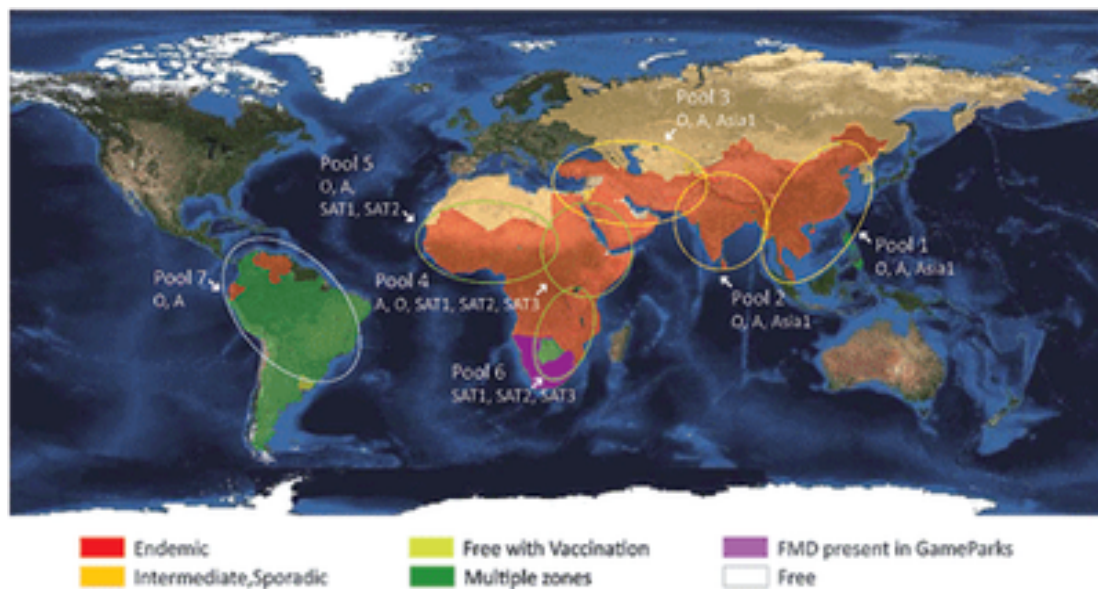 Pool 3
O, A, Asia1
Pool 5
O, A,
SAT1, SAT2
Pool 1
O, A, Asia1
Pool 7
O, A
Pool 4
A, O, SAT1, SAT2, SAT3
Pool 2
O, A, Asia1
Pool 6
SAT1, SAT2, SAT3
Endemic
Free with Vaccination
FMD present in GameParks
Intermediate,Sporadic
Multiple zones
Free